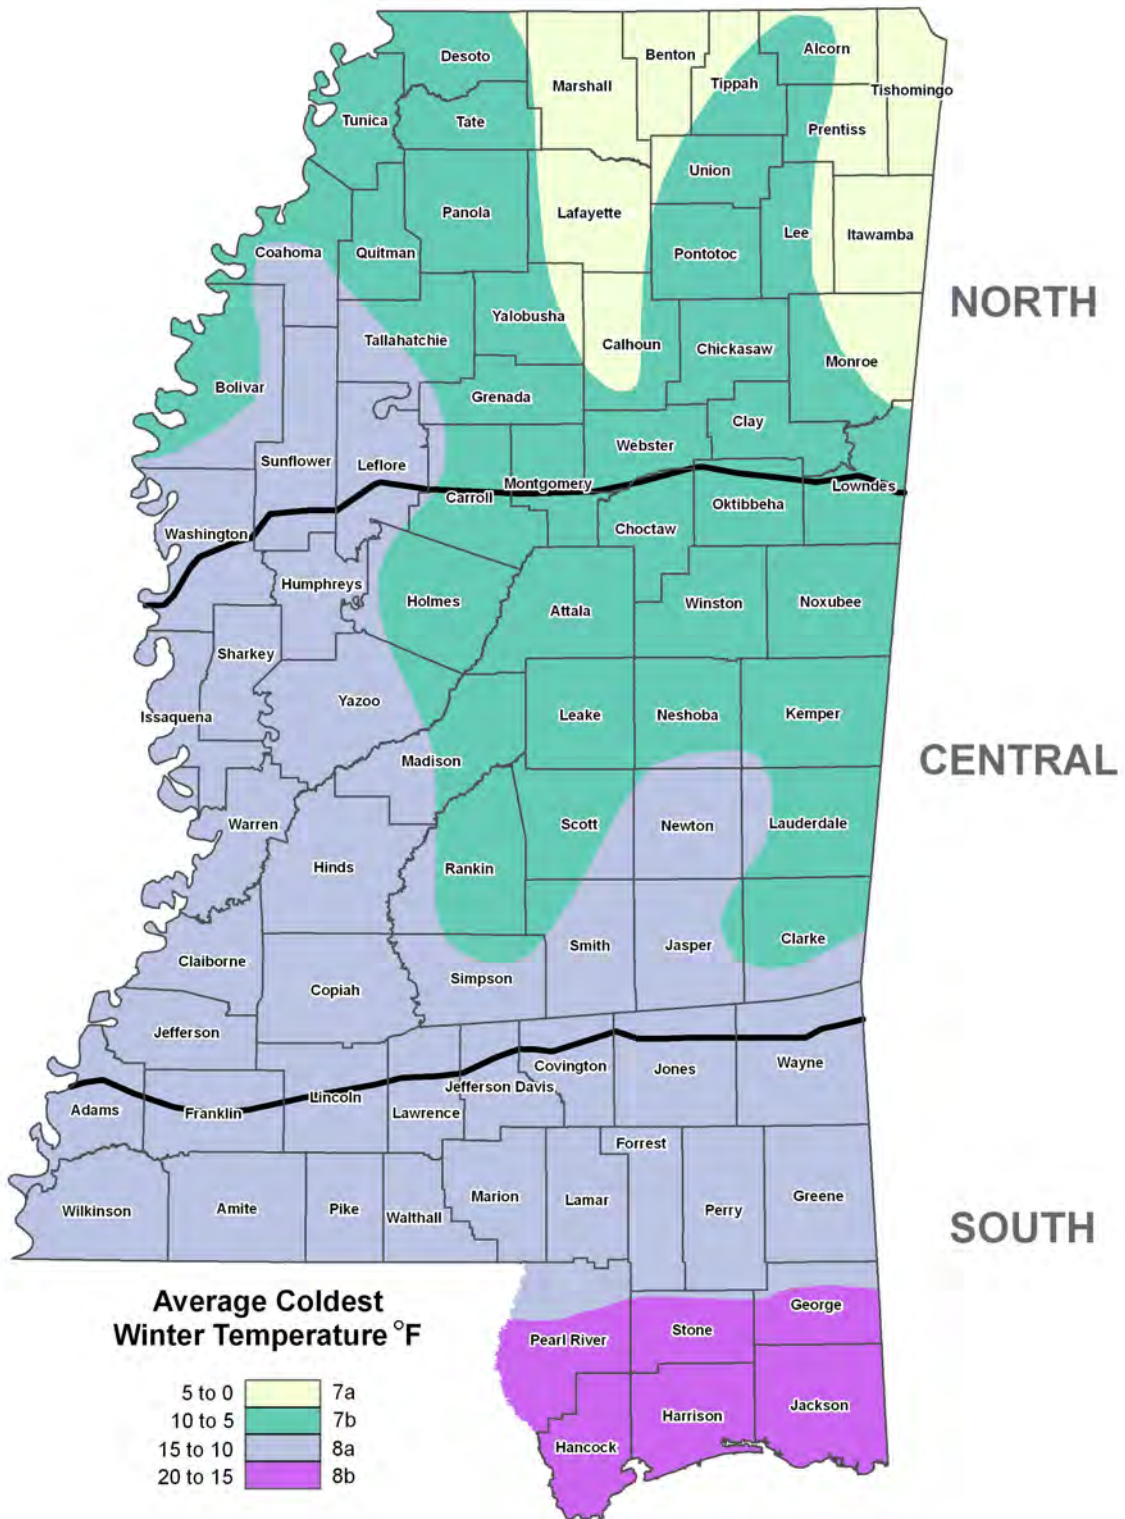 Desoto
Benton
Alcorn
Marshall
Tippah
Tishomingo
Tunica
Tate
Prentiss
Union
Panola
Lafayette
Lee
Itawamba
Coahoma
Quitman
Pontotoc
NORTH
Yalobusha
Tallahatchie
Calhoun
Chickasaw
Monroe
Bolivar
Grenada
Clay
Webster
Sunflower
Leflore
Montgomery
Lowndes
Carroll
Oktibbeha
Washington
Choctaw
Humphreys
Holmes
Attala
Winston
Noxubee
Sharkey
Yazoo
Issaquena
Leake
Neshoba
Kemper
Madison
CENTRAL
Warren
Scott
Newton
Lauderdale
Hinds
Rankin
Claiborne
Smith
Jasper
Clarke
Copiah
Simpson
Jefferson
Covington
Jones
Wayne
Jefferson Davis
Adams
Franklin
Lincoln
Lawrence
Forrest
Wilkinson
Amite
Pike
Walthall
Marion
Lamar
Perry
Greene
SOUTH
George
Pearl River
Stone
Jackson
Harrison
Hancock
Average Coldest
Winter Temperature °F
5 to 0 7a
10 to 5 7b
15 to 10 8a
20 to 15 8b